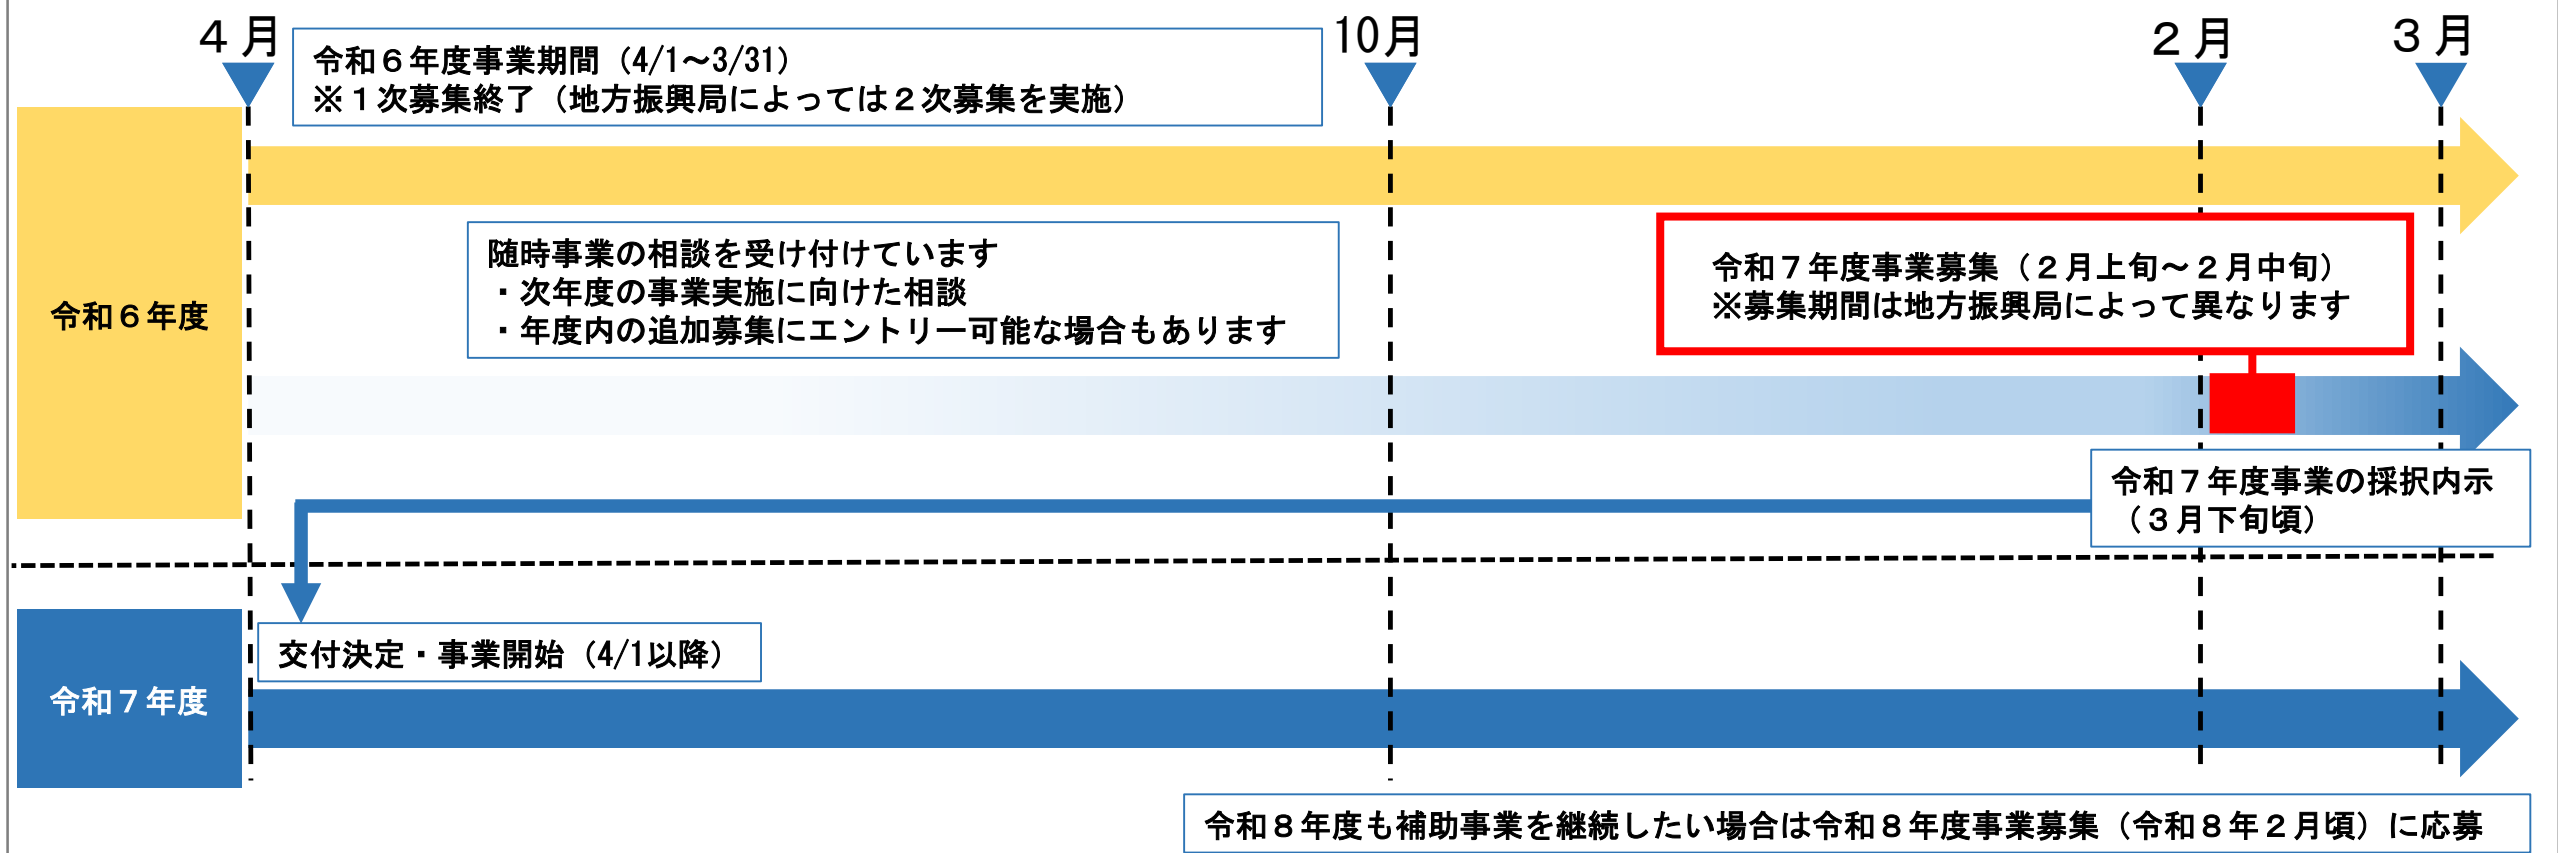 ４月
10月
２月
３月
令和６年度事業期間（4/1～3/31）
※１次募集終了（地方振興局によっては２次募集を実施）
令和６年度
随時事業の相談を受け付けています
・次年度の事業実施に向けた相談
・年度内の追加募集にエントリー可能な場合もあります
令和７年度事業募集（２月上旬～２月中旬）
※募集期間は地方振興局によって異なります
令和７年度事業の採択内示
（３月下旬頃）
交付決定・事業開始（4/1以降）
令和７年度
令和８年度も補助事業を継続したい場合は令和８年度事業募集（令和８年２月頃）に応募